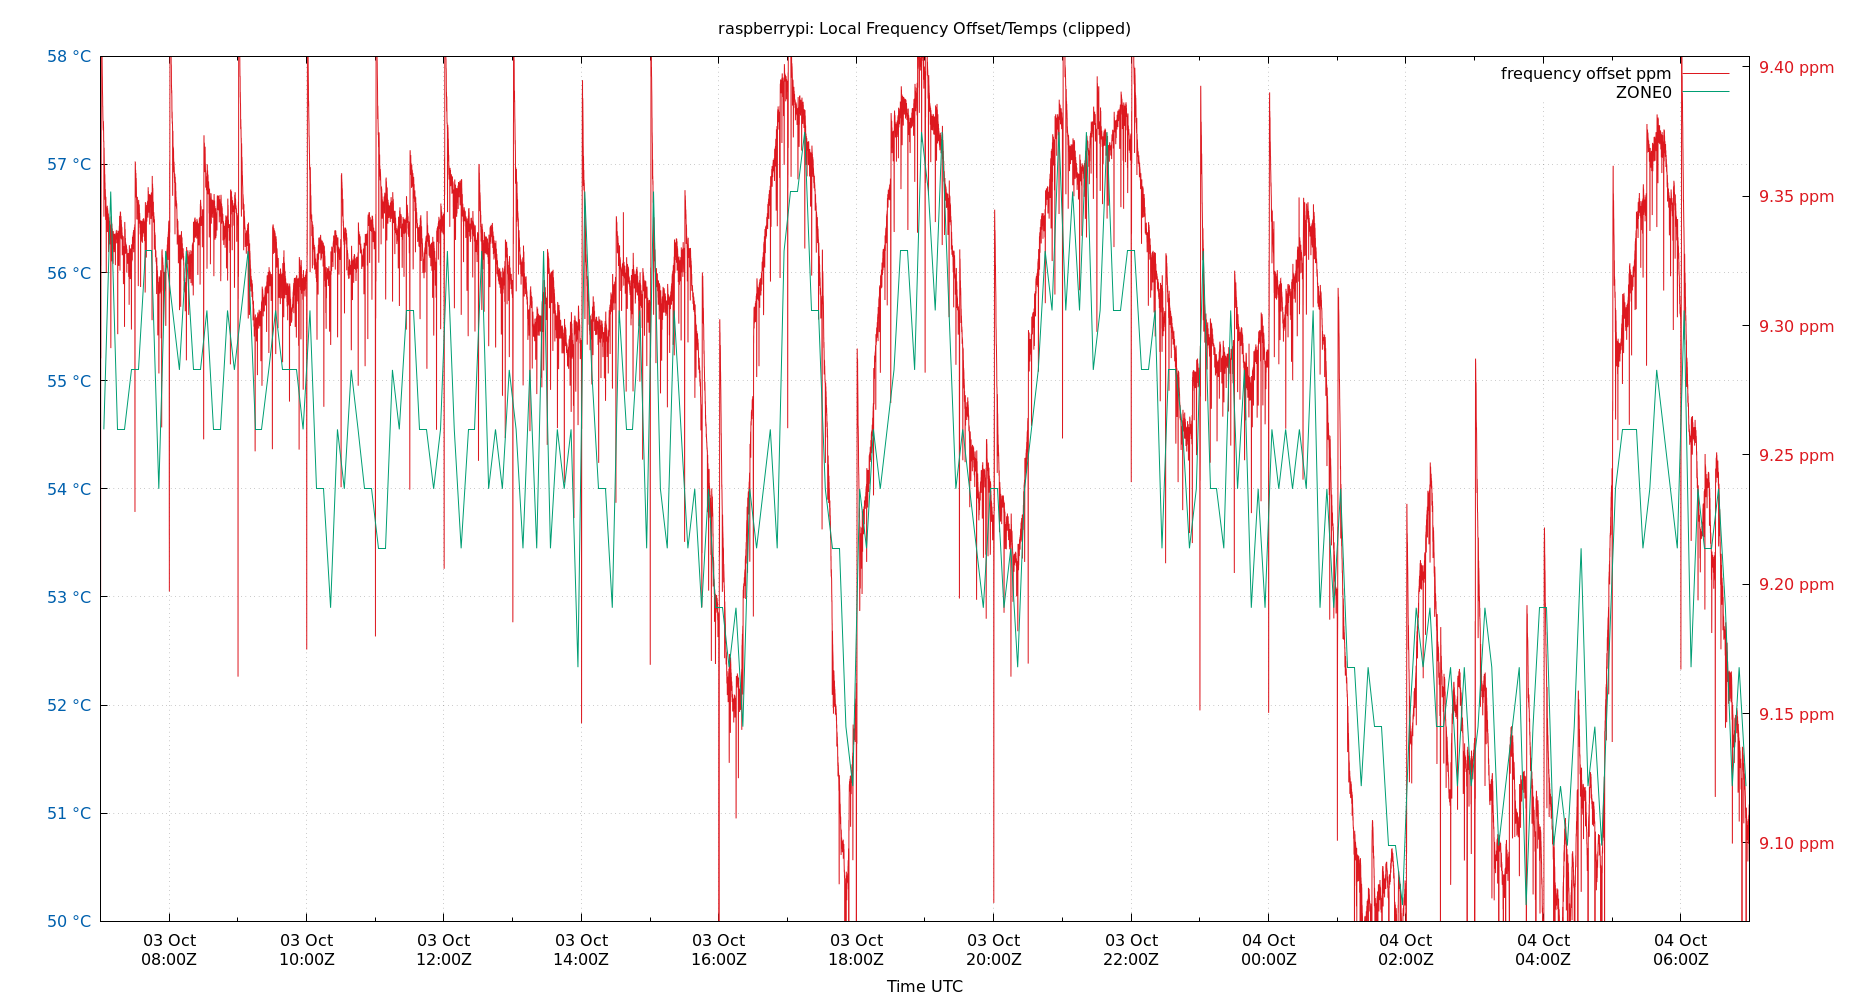 raspberrypi: Local Frequency Offset/Temps (clipped)
frequency offset ppm
ZONE0
58 °C
57 °C
56 °C
55 °C
54 °C
53 °C
52 °C
51 °C
50 °C
9.40 ppm
9.35 ppm
9.30 ppm
9.25 ppm
9.20 ppm
9.15 ppm
9.10 ppm
03 Oct 03 Oct 03 Oct 03 Oct 03 Oct 03 Oct 03 Oct 03 Oct 04 Oct 04 Oct 04 Oct 04 Oct
08:00Z 10:00Z 12:00Z 14:00Z 16:00Z 18:00Z 20:00Z 22:00Z 00:00Z 02:00Z 04:00Z 06:00Z
Time UTC